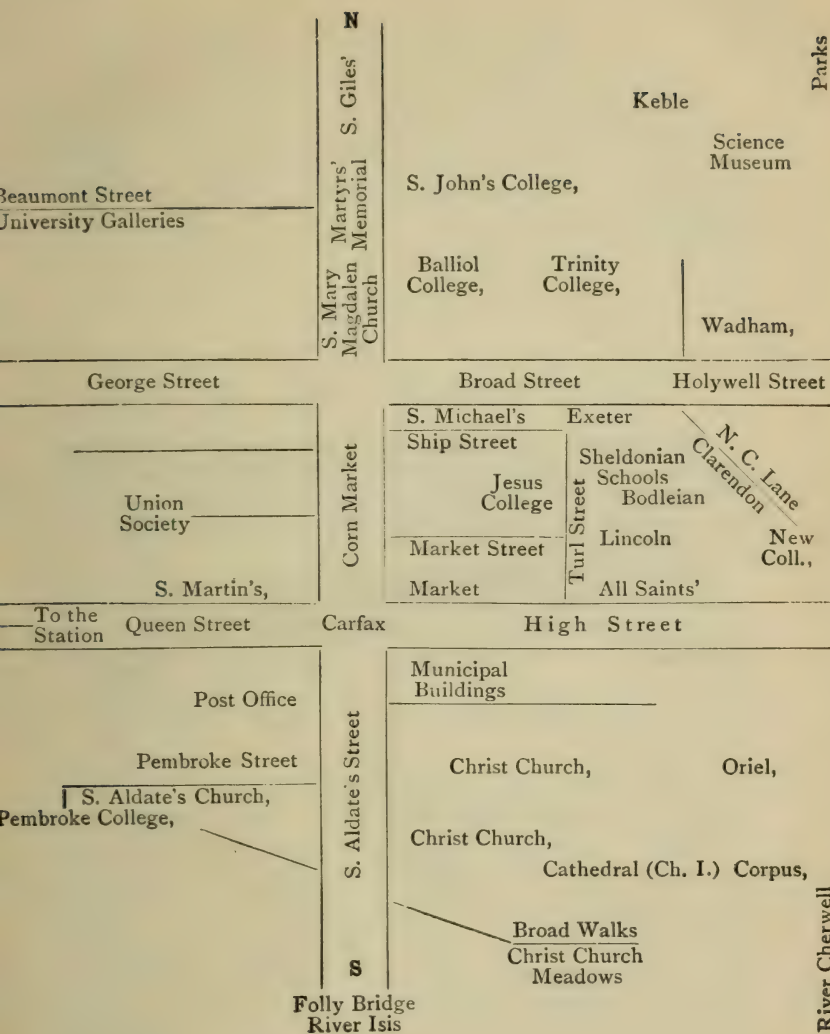 N
S. Giles'
Parks
Keble
Science
Museum
Martyrs'
Memorial
S. John's College,
Beaumont Street
University Galleries
S. Mary
Magdalen
Church
Balliol
College,
Trinity
College,
Wadham,
George Street
Broad Street
Holywell Street
Corn Market
S. Michael's
Exeter
Ship Street
Sheldonian
Schools
Bodleian
N. C. Lane
Clarendon
Jesus
College
Turl Street
Union
Society
Lincoln
New
Coll.,
Market Street
S. Martin's,
Market
All Saints'
To the
Station
Queen Street
Carfax
High Street
Municipal
Buildings
Post Office
S. Aldate's Street
Pembroke Street
Christ Church,
Oriel,
S. Aldate's Church,
Pembroke College,
Christ Church,
Cathedral (Ch. I.) Corpus,
Broad Walks
Christ Church
Meadows
River Cherwell
S
Folly Bridge
River Isis